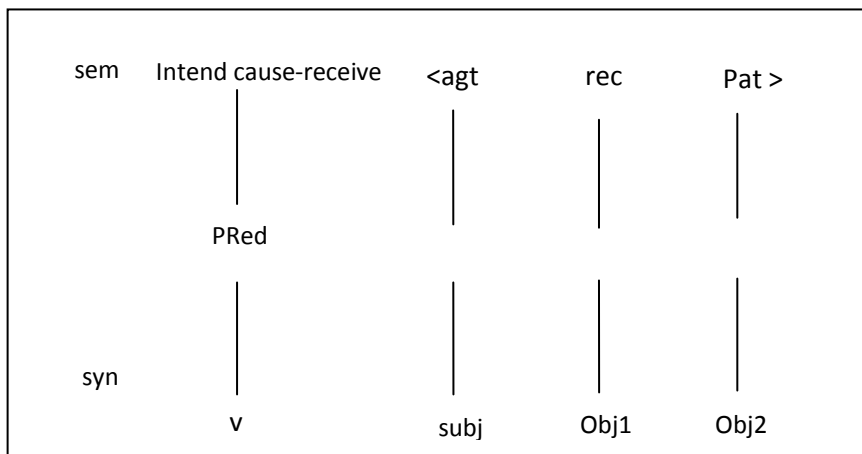 sem Intend cause-receive <agt rec Pat >
PRed
syn
v subj Obj1 Obj2